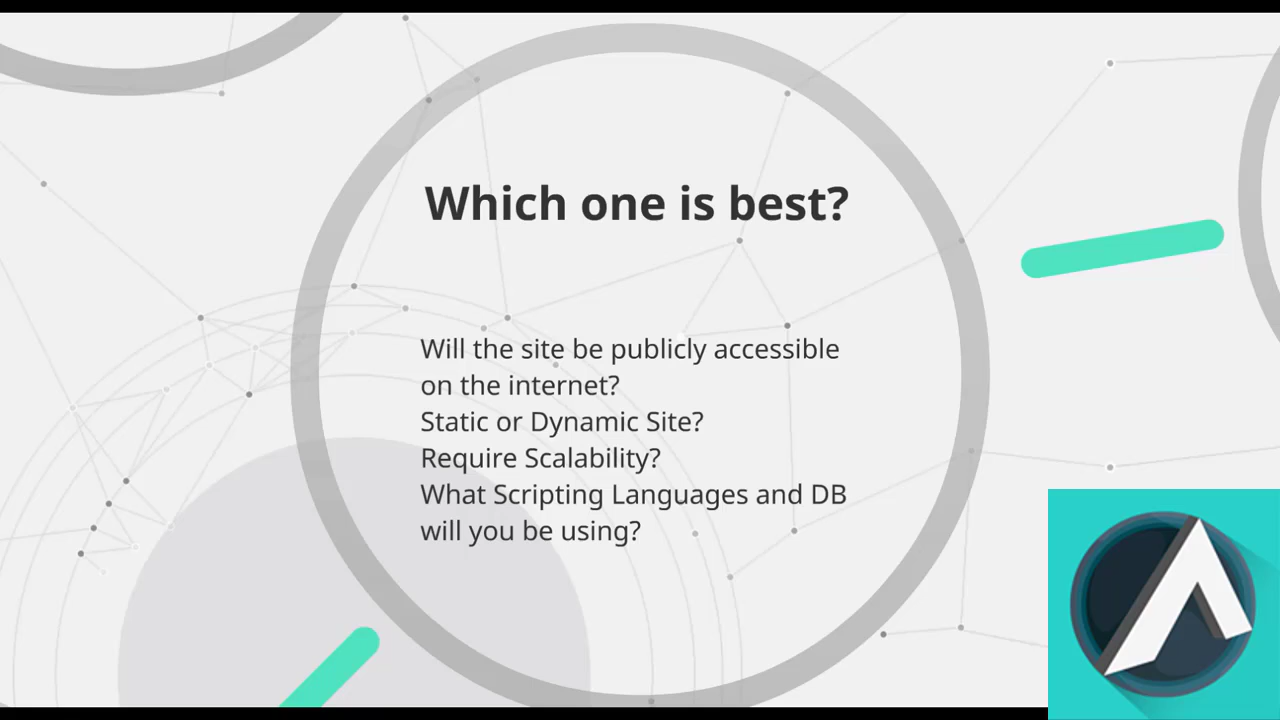 Which one is best?
Will the site be publicly accessible
on the internet?
Static or Dynamic Site?
Require Scalability?
What Scripting Languages and DB
will you be using?